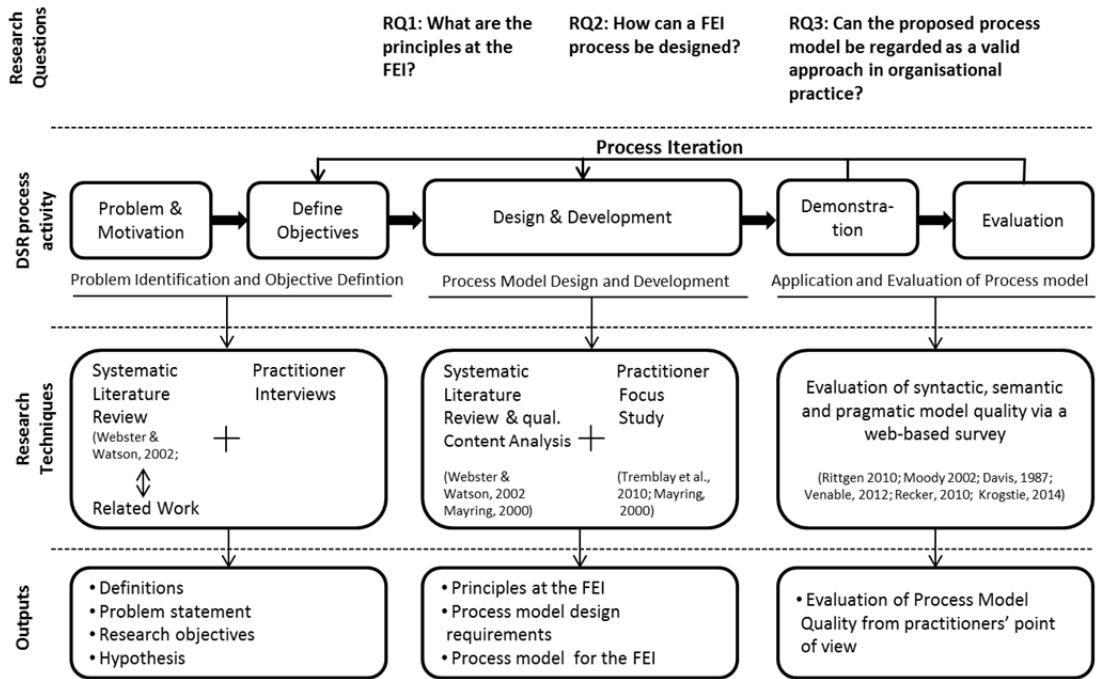 Research
Questions
RQ1: What are the
principles at the
FEI?
RQ2: How can a FEI
process be designed?
RQ3: Can the proposed process
model be regarded as a valid
approach in organisational
practice?
DSR process
activity
Process Iteration
Problem &
Motivation
Define
Objectives
Design & Development
Demonstra-
tion
Evaluation
Problem Identification and Objective Defintion
Process Model Design and Development
Application and Evaluation of Process model
Research
Techniques
Systematic
Literature
Review
(Webster &
Watson, 2002;
Related Work
+
Practitioner
Interviews
Systematic
Literature
Review & qual.
Content Analysis
(Webster &
Watson, 2002
Mayring, 2000)
+
Practitioner
Focus
Study
(Tremblay et al.,
2010; Mayring,
2000)
Evaluation of syntactic, semantic
and pragmatic model quality via a
web-based survey
(Rittgen 2010; Moody 2002; Davis, 1987;
Venable, 2012; Recker, 2010; Krogstie, 2014)
Outputs
• Definitions
• Problem statement
• Research objectives
• Hypothesis
• Principles at the FEI
• Process model design
requirements
• Process model for the FEI
• Evaluation of Process Model
Quality from practitioners’ point
of view